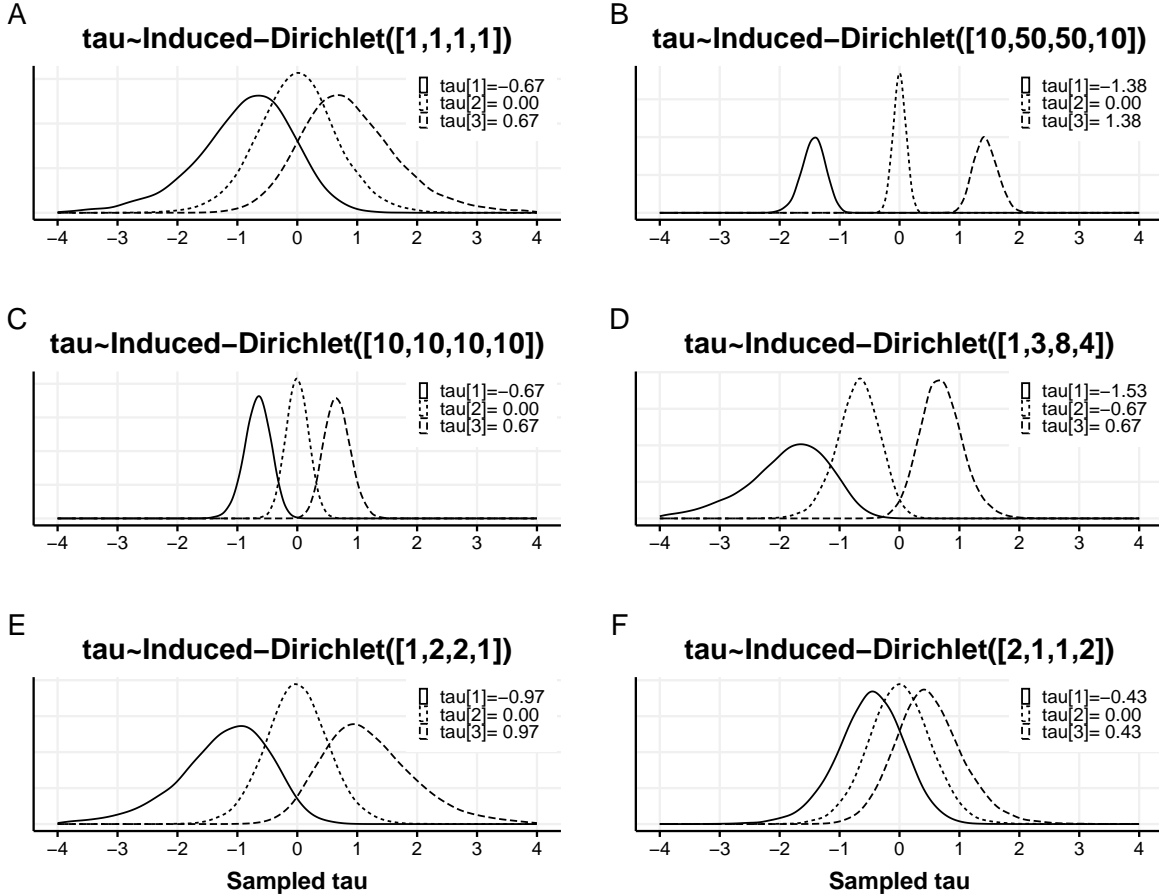 A
tau~Induced−Dirichlet([1,1,1,1])
tau[1]=−0.67
tau[2]= 0.00
tau[3]= 0.67
−4 −3 −2 −1 0 1 2 3 4
B
tau~Induced−Dirichlet([10,50,50,10])
tau[1]=−1.38
tau[2]= 0.00
tau[3]= 1.38
−4 −3 −2 −1 0 1 2 3 4
C
tau~Induced−Dirichlet([10,10,10,10])
tau[1]=−0.67
tau[2]= 0.00
tau[3]= 0.67
−4 −3 −2 −1 0 1 2 3 4
D
tau~Induced−Dirichlet([1,3,8,4])
tau[1]=−1.53
tau[2]=−0.67
tau[3]= 0.67
−4 −3 −2 −1 0 1 2 3 4
E
tau~Induced−Dirichlet([1,2,2,1])
tau[1]=−0.97
tau[2]= 0.00
tau[3]= 0.97
−4 −3 −2 −1 0 1 2 3 4
Sampled tau
F
tau~Induced−Dirichlet([2,1,1,2])
tau[1]=−0.43
tau[2]= 0.00
tau[3]= 0.43
−4 −3 −2 −1 0 1 2 3 4
Sampled tau